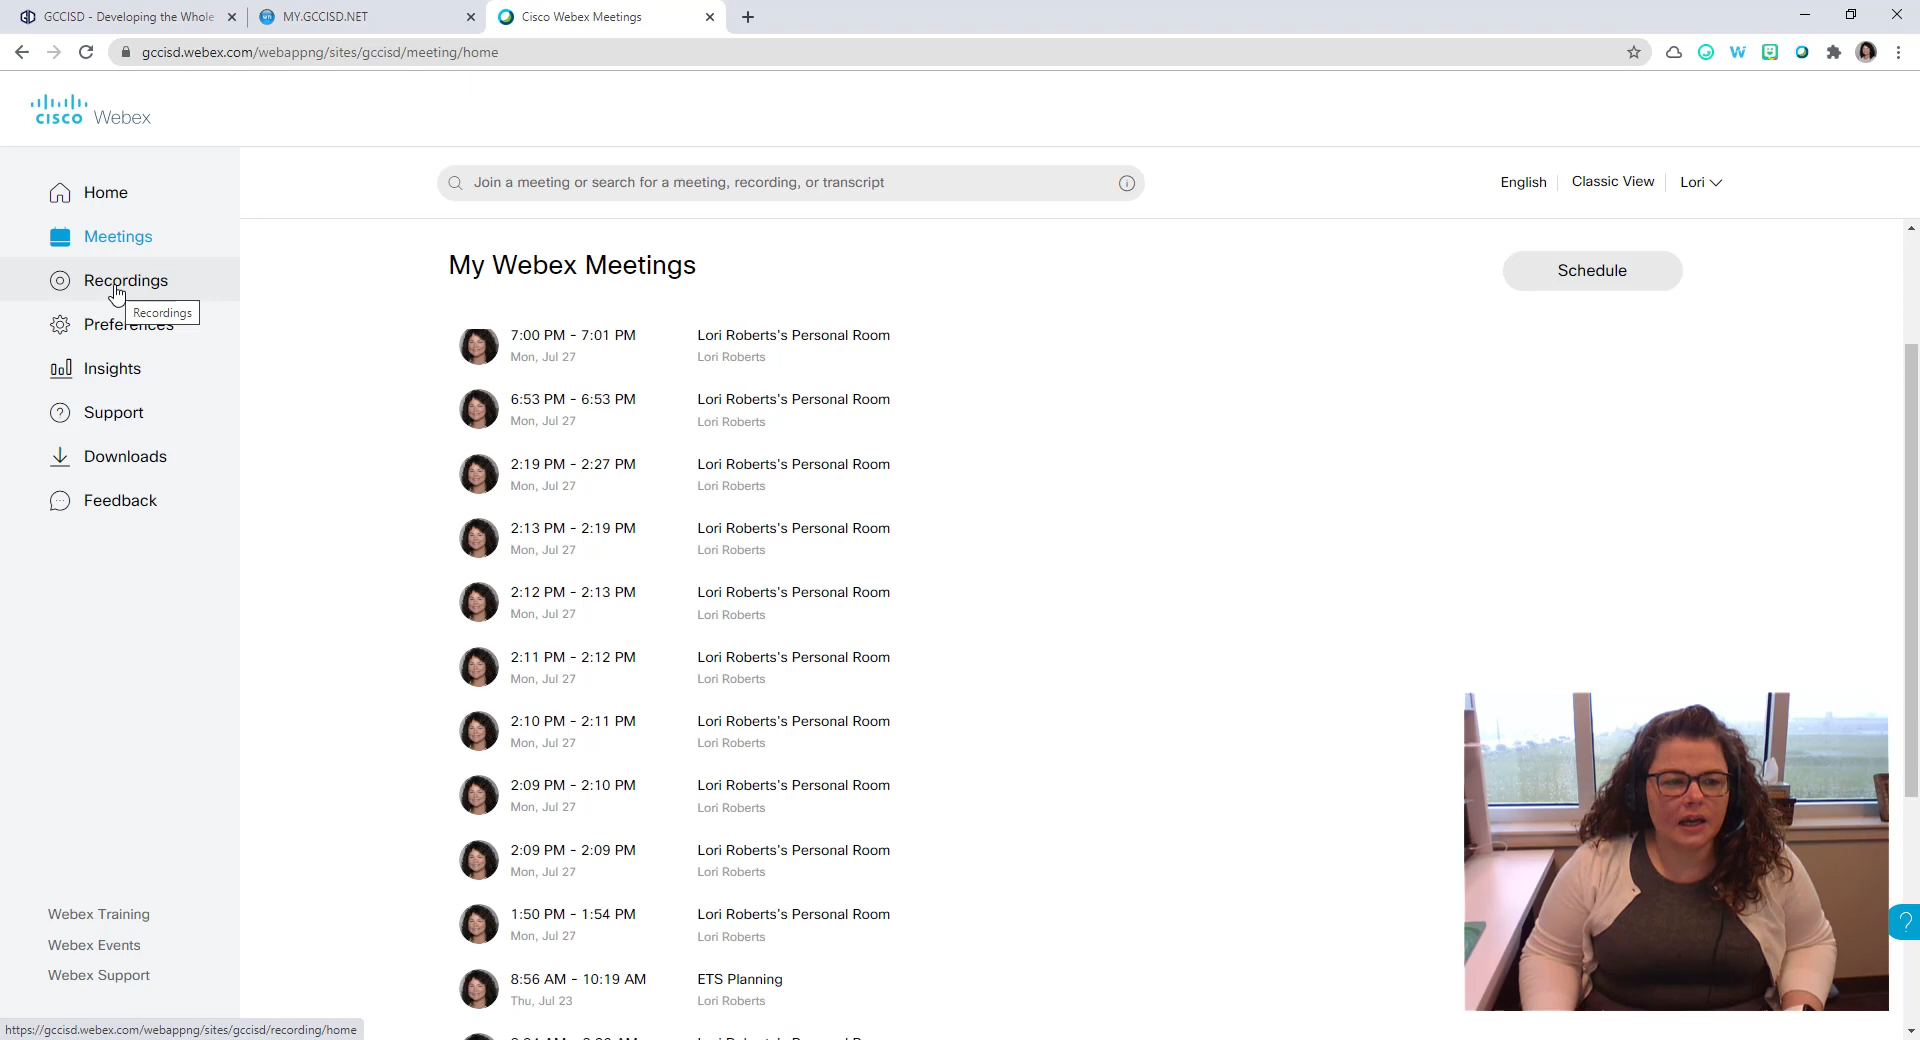 GCCISD - Developing the Whole
MY.GCCISD.NET
Cisco Webex Meetings
gccisd.webex.com/webappng/sites/gccisd/meeting/home
CISCO Webex
Home
Meetings
Recordings
Recordings
Preferences
Insights
Support
Downloads
Feedback
Webex Training
Webex Events
Webex Support
https://gccisd.webex.com/webappng/sites/gccisd/recording/home
Join a meeting or search for a meeting, recording, or transcript
English
Classic View
Lori
My Webex Meetings
Schedule
7:00 PM - 7:01 PM Lori Roberts's Personal Room
Mon, Jul 27 Lori Roberts
6:53 PM - 6:53 PM Lori Roberts's Personal Room
Mon, Jul 27 Lori Roberts
2:19 PM - 2:27 PM Lori Roberts's Personal Room
Mon, Jul 27 Lori Roberts
2:13 PM - 2:19 PM Lori Roberts's Personal Room
Mon, Jul 27 Lori Roberts
2:12 PM - 2:13 PM Lori Roberts's Personal Room
Mon, Jul 27 Lori Roberts
2:11 PM - 2:12 PM Lori Roberts's Personal Room
Mon, Jul 27 Lori Roberts
2:10 PM - 2:11 PM Lori Roberts's Personal Room
Mon, Jul 27 Lori Roberts
2:09 PM - 2:10 PM Lori Roberts's Personal Room
Mon, Jul 27 Lori Roberts
2:09 PM - 2:09 PM Lori Roberts's Personal Room
Mon, Jul 27 Lori Roberts
1:50 PM - 1:54 PM Lori Roberts's Personal Room
Mon, Jul 27 Lori Roberts
8:56 AM - 10:19 AM ETS Planning
Thu, Jul 23 Lori Roberts
?